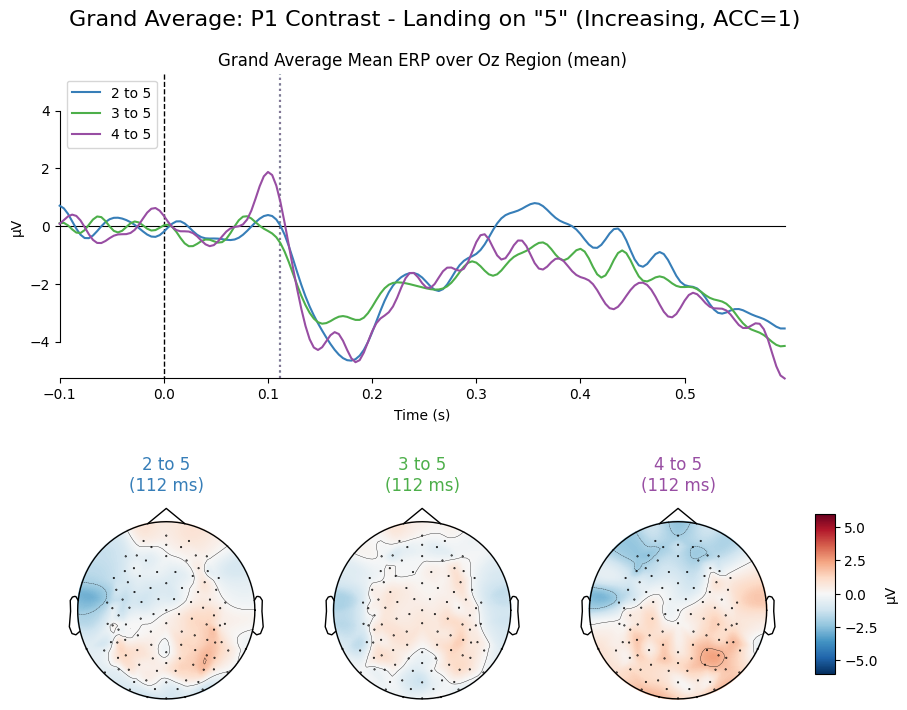 Grand Average: P1 Contrast - Landing on "5" (Increasing, ACC=1)
Grand Average Mean ERP over Oz Region (mean)
2 to 5
3 to 5
4 to 5
µV
4
2
0
−2
−4
−0.1
0.0
0.1
0.2
0.3
0.4
0.5
Time (s)
2 to 5
(112 ms)
3 to 5
(112 ms)
4 to 5
(112 ms)
5.0
2.5
0.0
−2.5
−5.0
µV